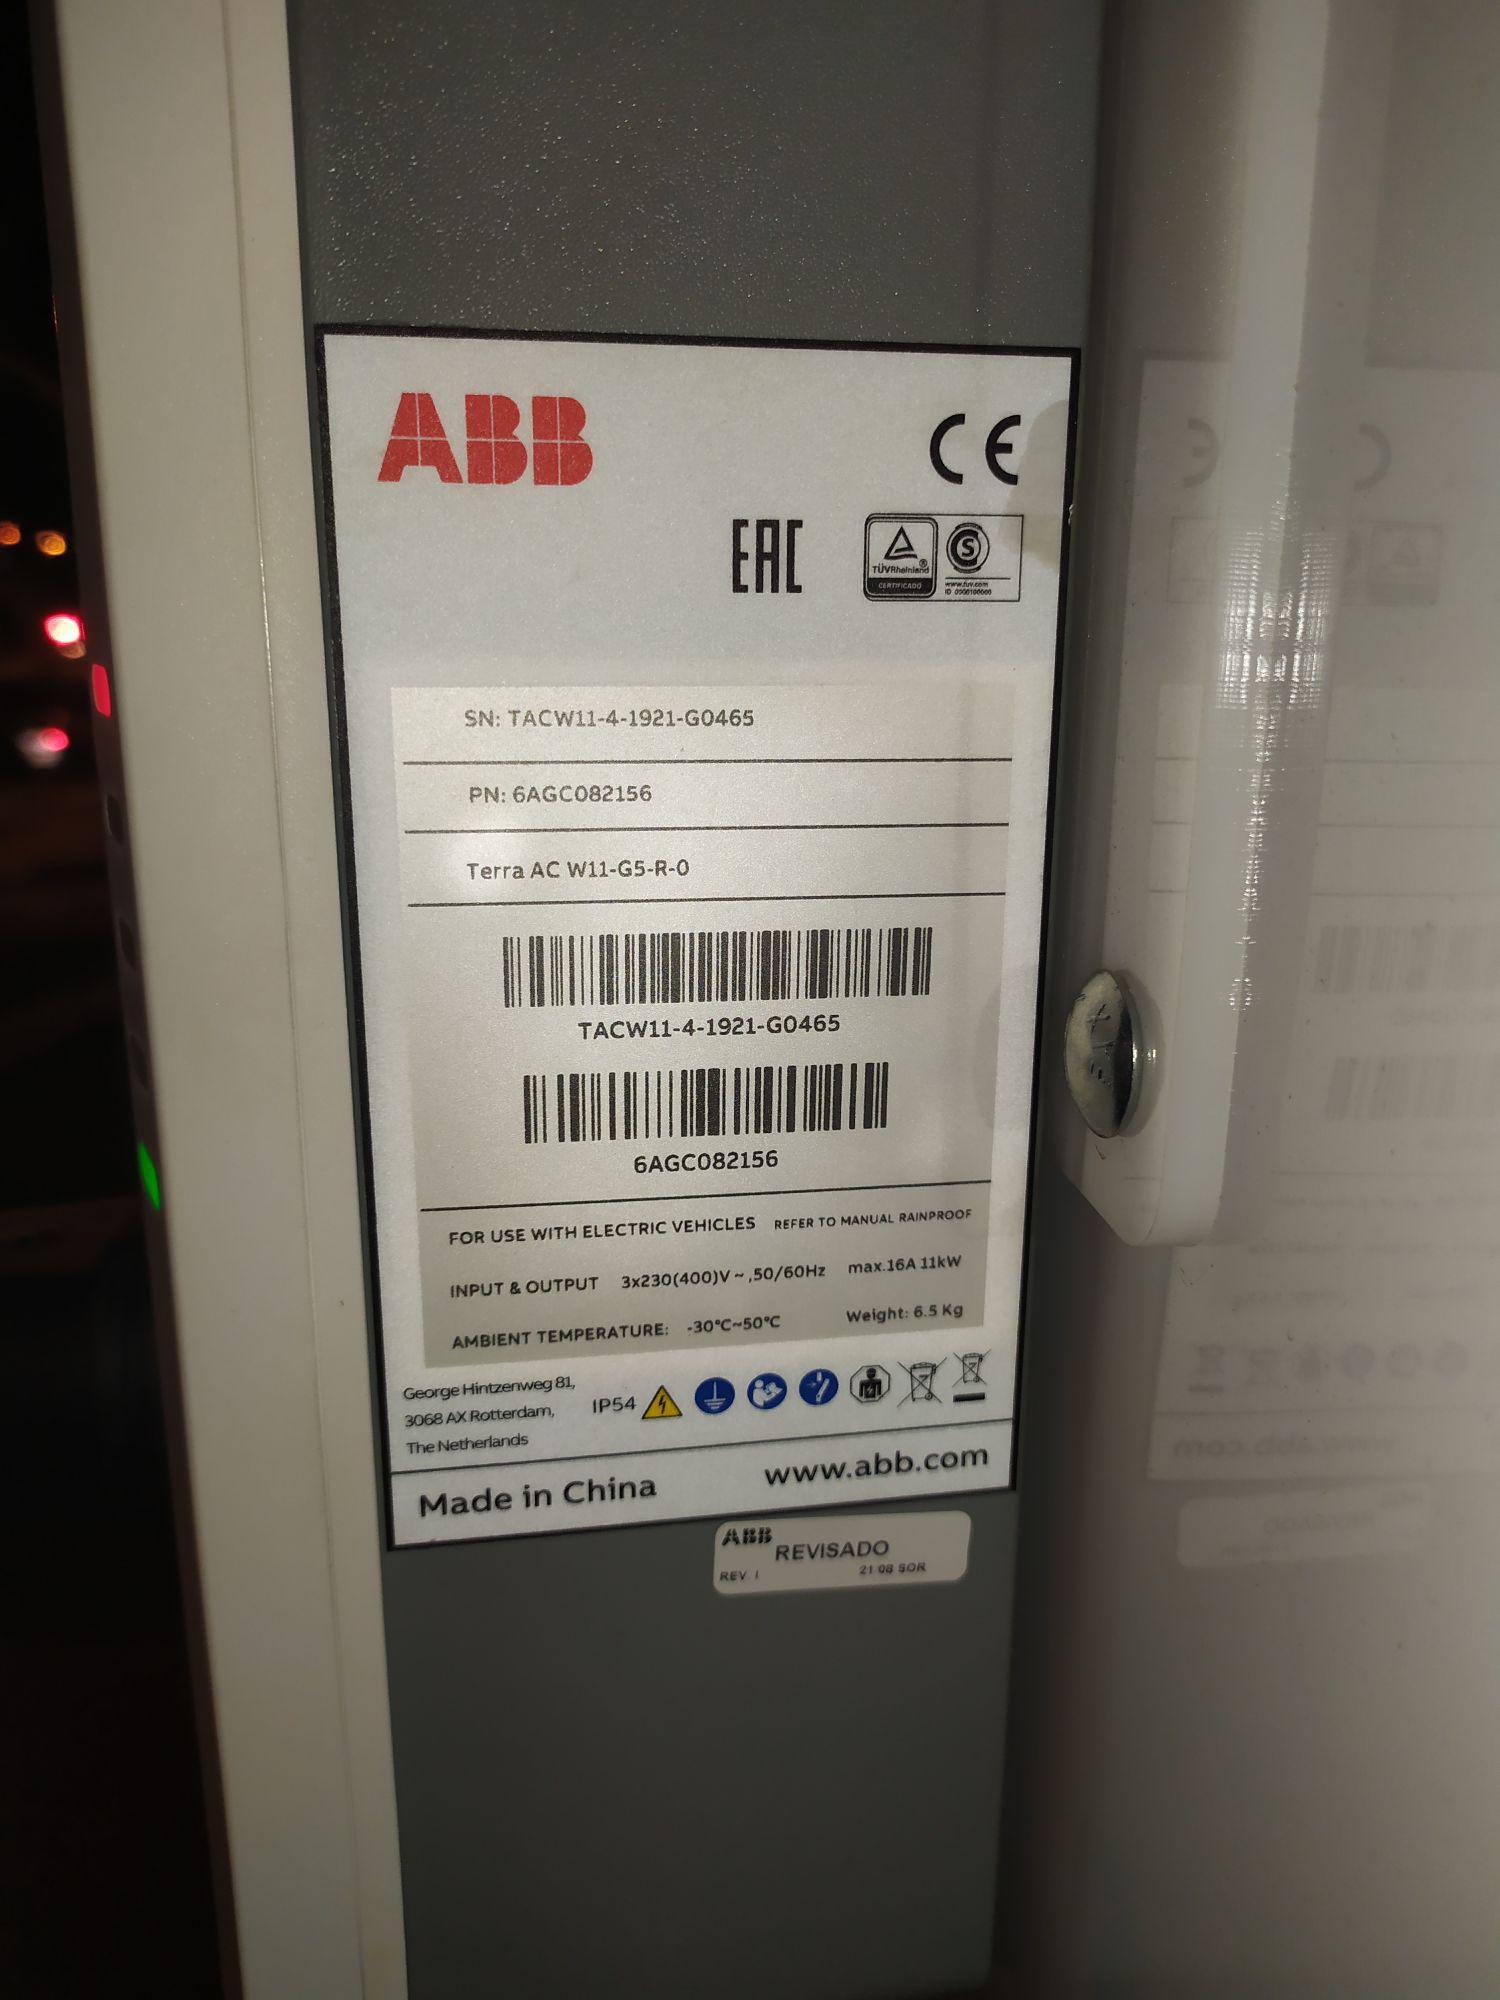 ABB
CE
EAC
TÜVRheinland
CERTIFICADO
www.tuv.com
SN: TACW11-4-1921-G0465
PN: 6AGC082156
Terra AC W11-G5-R-0
TACW11-4-1921-G0465
6AGC082156
FOR USE WITH ELECTRIC VEHICLES REFER TO MANUAL RAINPROOF
INPUT & OUTPUT 3x230(400)V ~ ,50/60Hz max.16A 11kW
AMBIENT TEMPERATURE: -30°C~50°C Weight: 6.5 Kg
George Hintzenweg 81,
3068 AX Rotterdam,
The Netherlands
IP54
Made in China www.abb.com
ABB
REVISADO
REV. I 21 08 SOR